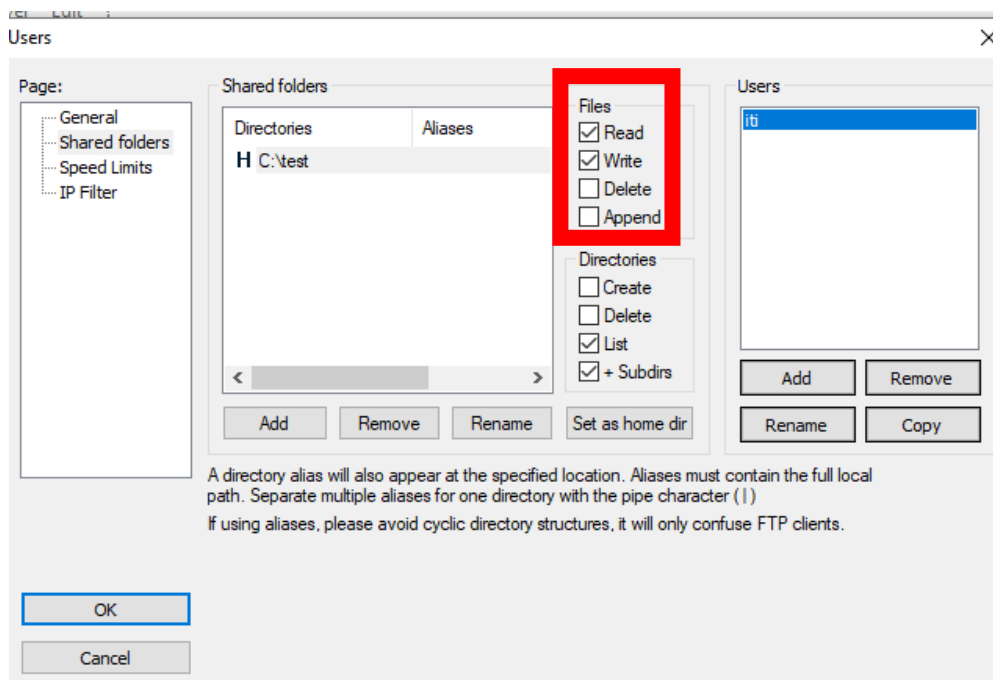 Users
Page:
General
Shared folders
Speed Limits
IP Filter
OK
Cancel
Shared folders
Directories Aliases
H C:\test
Add Remove Rename Set as home dir
Files
Read
Write
Delete
Append
Directories
Create
Delete
List
+ Subdirs
Users
iti
Add Remove
Rename Copy
A directory alias will also appear at the specified location. Aliases must contain the full local
path. Separate multiple aliases for one directory with the pipe character (|)
If using aliases, please avoid cyclic directory structures, it will only confuse FTP clients.